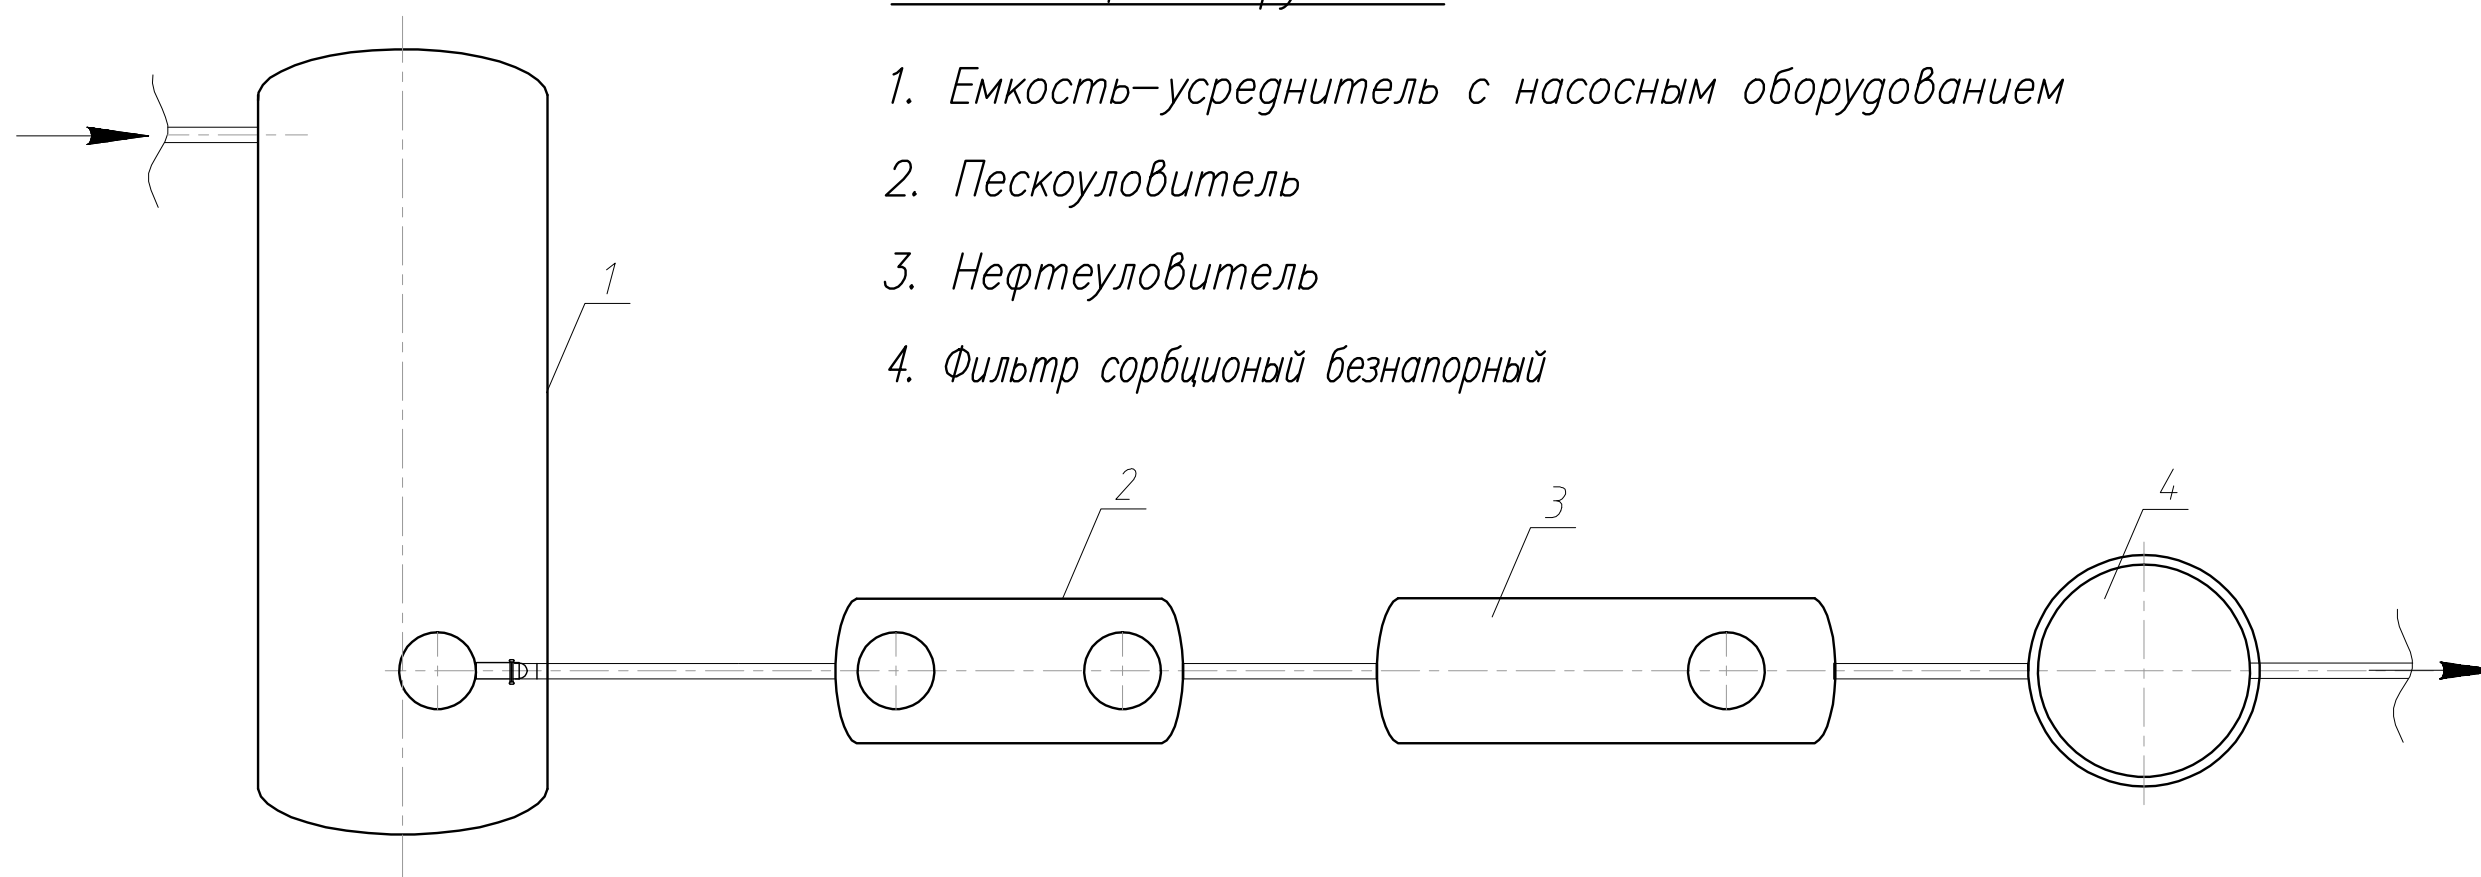 1. Емкость-усреднитель с насосным оборудованием
2. Пескоуловитель
3. Нефтеуловитель
4. Фильтр сорбционый безнапорный
1
2
3
4